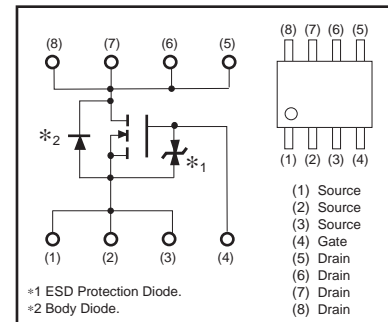 (8) (7) (6) (5)
∗2
∗1
(1) (2) (3) (4)
∗1 ESD Protection Diode.
∗2 Body Diode.
(8) (7) (6) (5)
(1) (2) (3) (4)
(1) Source
(2) Source
(3) Source
(4) Gate
(5) Drain
(6) Drain
(7) Drain
(8) Drain